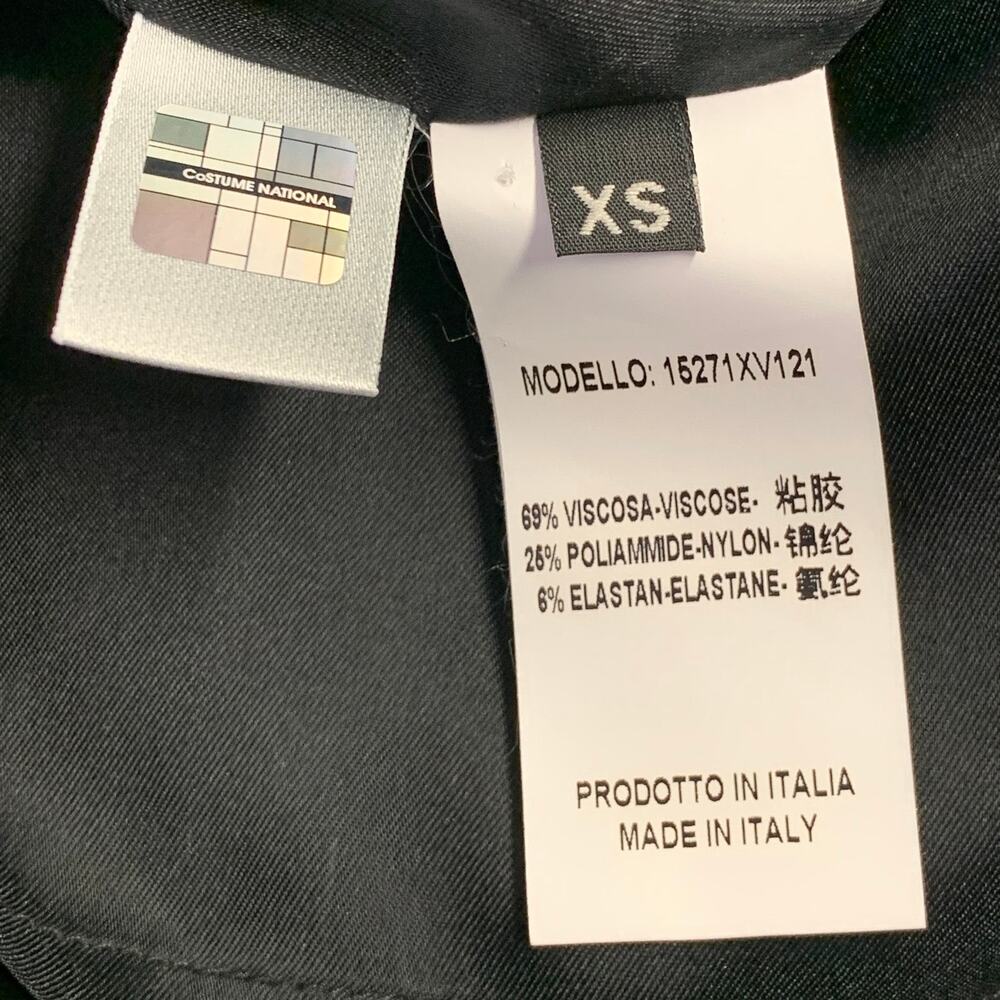 CoSTUME NATIONAL
XS
MODELLO: 15271XV121
69% VISCOSA-VISCOSE- 粘胶
25% POLIAMMIDE-NYLON- 锦纶
6% ELASTAN-ELASTANE- 氨纶
PRODOTTO IN ITALIA
MADE IN ITALY